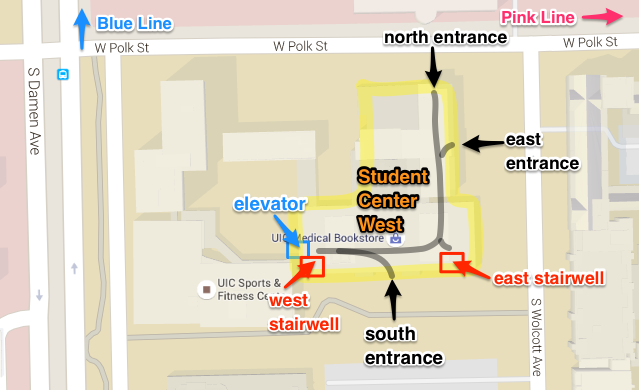 Blue Line
Pink Line
W Polk St
W Polk St
north entrance
W Polk St
S Damen Ave
east
entrance
Student
Center
West
elevator
UIC Medical Bookstore
UIC Sports &
Fitness Cent
west
stairwell
east stairwell
south
entrance
S Wolcott Ave